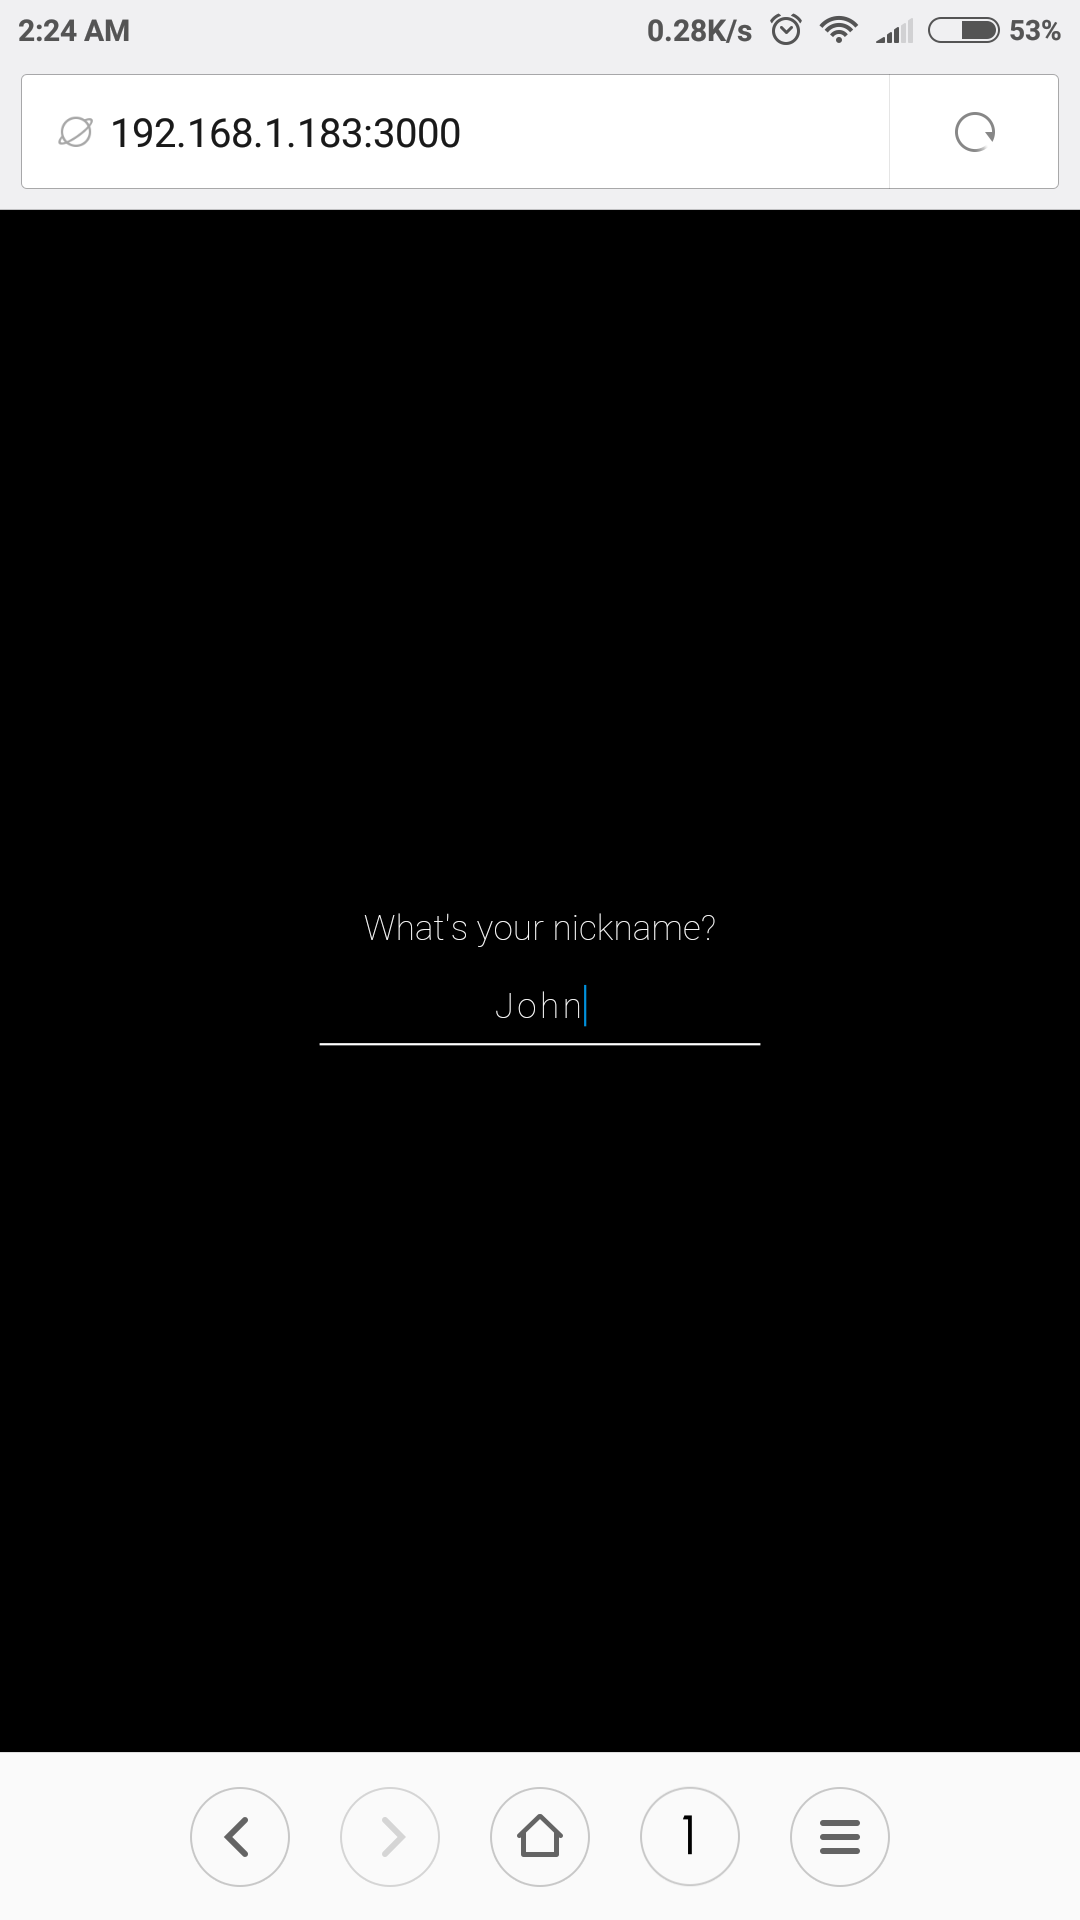 2:24 AM 0.28K/s 53%
192.168.1.183:3000
What's your nickname?
John
1